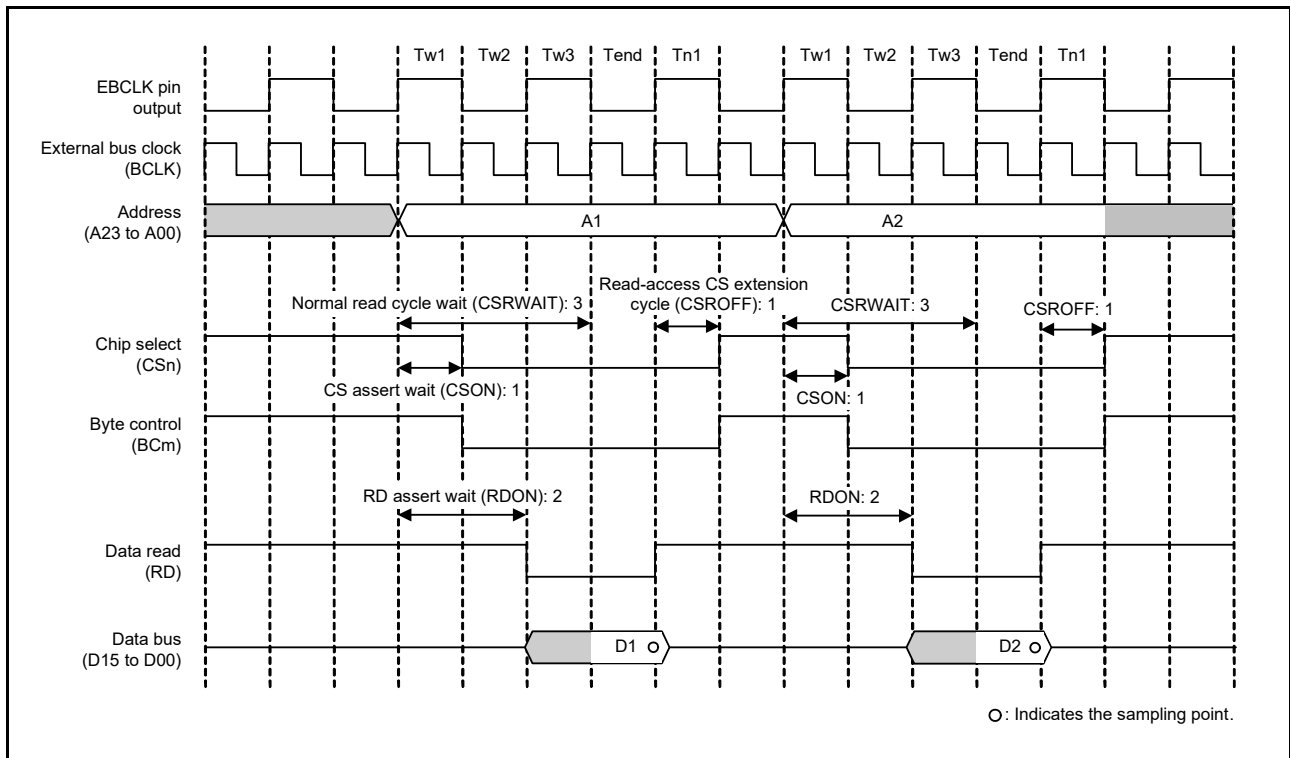 Tw1 Tw2 Tw3 Tend Tn1 Tw1 Tw2 Tw3 Tend Tn1
EBCLK pin
output
External bus clock
(BCLK)
Address
(A23 to A00)
A1 A2
Normal read cycle wait (CSRWAIT): 3
Read-access CS extension
cycle (CSROFF): 1
CSRWAIT: 3
CSROFF: 1
Chip select
(CSn)
CS assert wait (CSON): 1
CSON: 1
Byte control
(BCm)
RD assert wait (RDON): 2
RDON: 2
Data read
(RD)
Data bus
(D15 to D00)
D1 D2
: Indicates the sampling point.